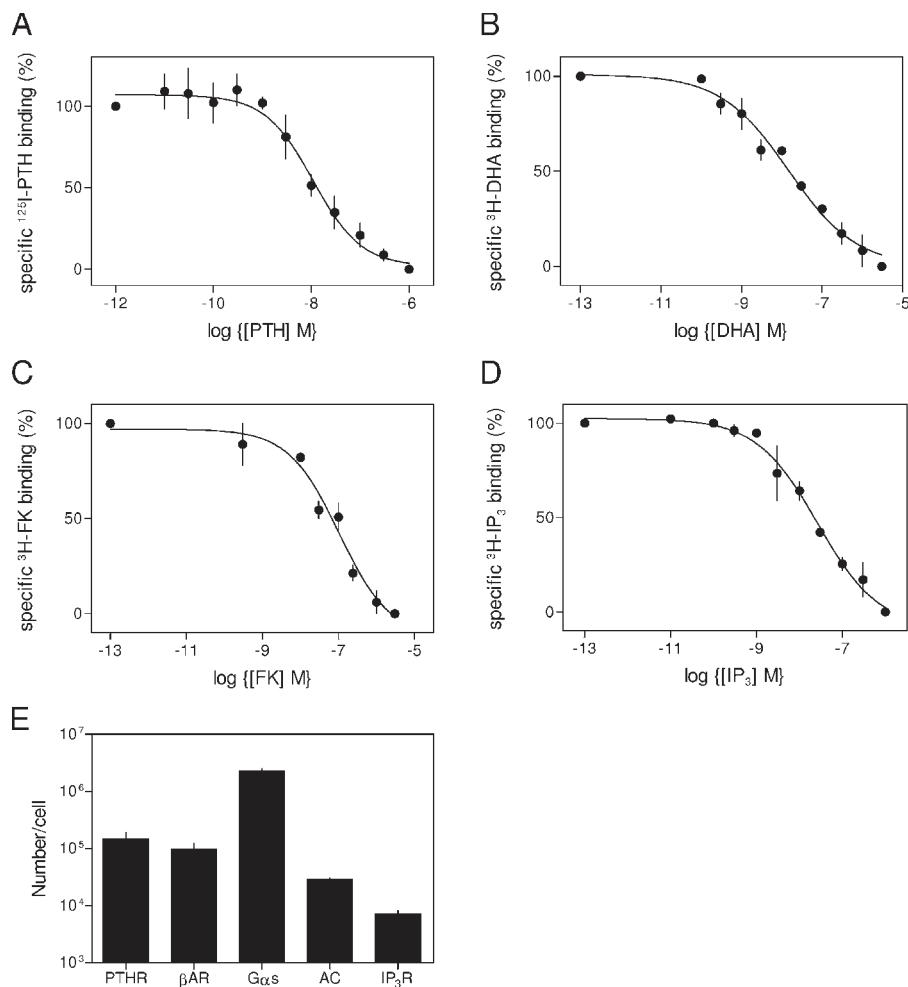 A
specific ¹²⁵I-PTH binding (%)
100
50
0
-12
-10
-8
-6
log {[PTH] M}
B
specific ³H-DHA binding (%)
100
50
0
-13
-11
-9
-7
-5
log {[DHA] M}
C
specific ³H-FK binding (%)
100
50
0
-13
-11
-9
-7
-5
log {[FK] M}
D
specific ³H-IP₃ binding (%)
100
50
0
-13
-11
-9
-7
log {[IP₃] M}
E
Number/cell
10⁷
10⁶
10⁵
10⁴
10³
PTHR
βAR
Gαs
AC
IP₃R